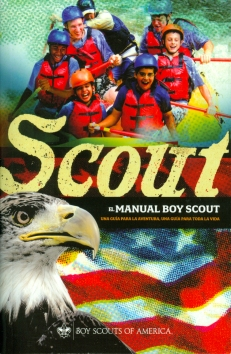 Scout
EL MANUAL BOY SCOUT
UNA GUÍA PARA LA AVENTURA, UNA GUÍA PARA TODA LA VIDA
BOY SCOUTS OF AMERICA